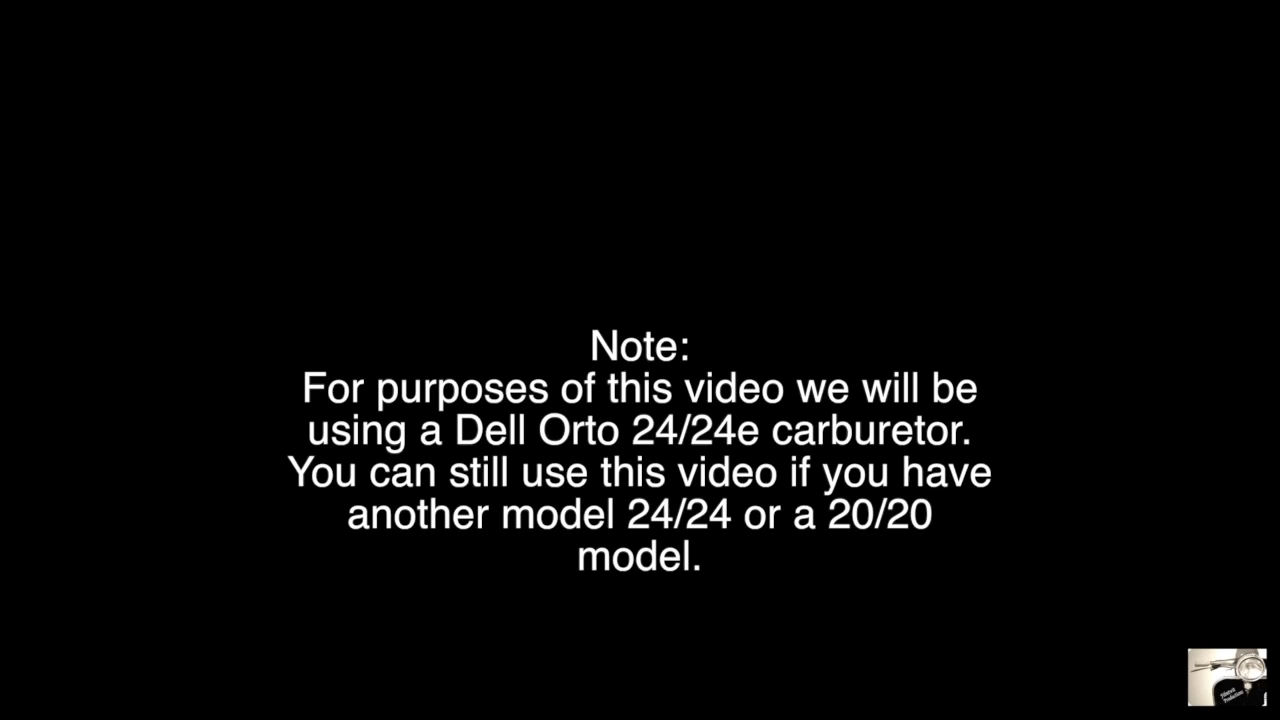 Note:
For purposes of this video we will be
using a Dell Orto 24/24e carburetor.
You can still use this video if you have
another model 24/24 or a 20/20
model.